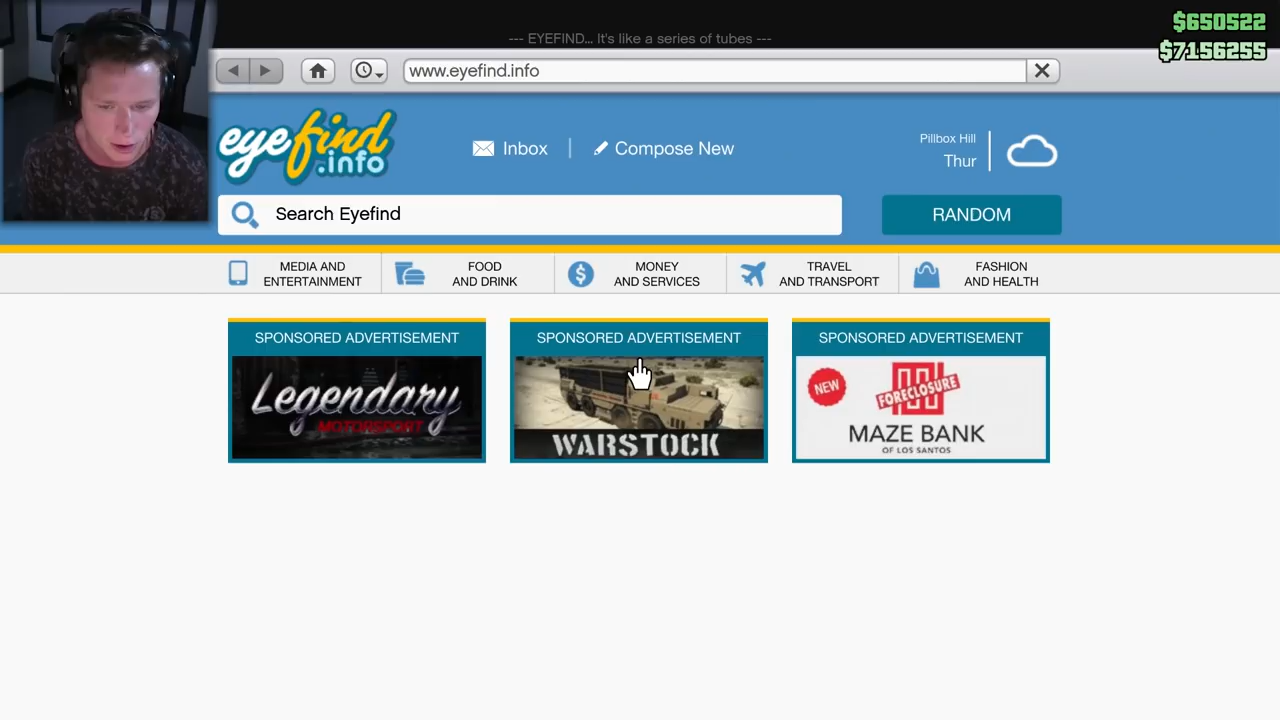 $650522
--- EYEFIND... It's like a series of tubes ---
$7156255
www.eyefind.info
eyefind
.info
Inbox
Compose New
Pillbox Hill
Thur
Search Eyefind
RANDOM
MEDIA AND
ENTERTAINMENT
FOOD
AND DRINK
MONEY
AND SERVICES
TRAVEL
AND TRANSPORT
FASHION
AND HEALTH
SPONSORED ADVERTISEMENT
Legendary
MOTORSPORT
SPONSORED ADVERTISEMENT
WARSTOCK
SPONSORED ADVERTISEMENT
NEW
FORECLOSURE
MAZE BANK
OF LOS SANTOS